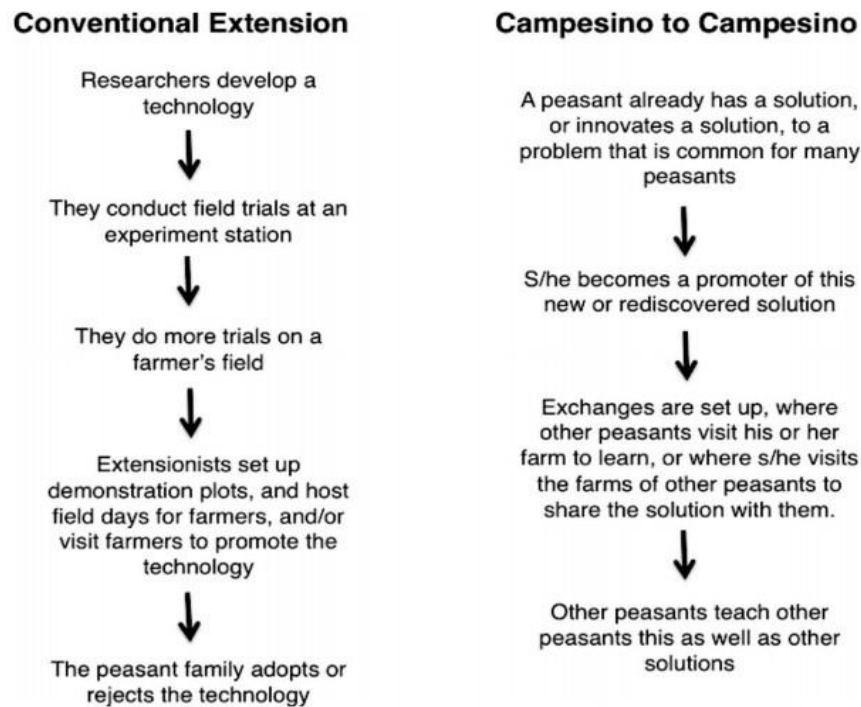 Conventional Extension
Researchers develop a
technology
They conduct field trials at an
experiment station
They do more trials on a
farmer's field
Extensionists set up
demonstration plots, and host
field days for farmers, and/or
visit farmers to promote the
technology
The peasant family adopts or
rejects the technology
Campesino to Campesino
A peasant already has a solution,
or innovates a solution, to a
problem that is common for many
peasants
S/he becomes a promoter of this
new or rediscovered solution
Exchanges are set up, where
other peasants visit his or her
farm to learn, or where s/he visits
the farms of other peasants to
share the solution with them.
Other peasants teach other
peasants this as well as other
solutions